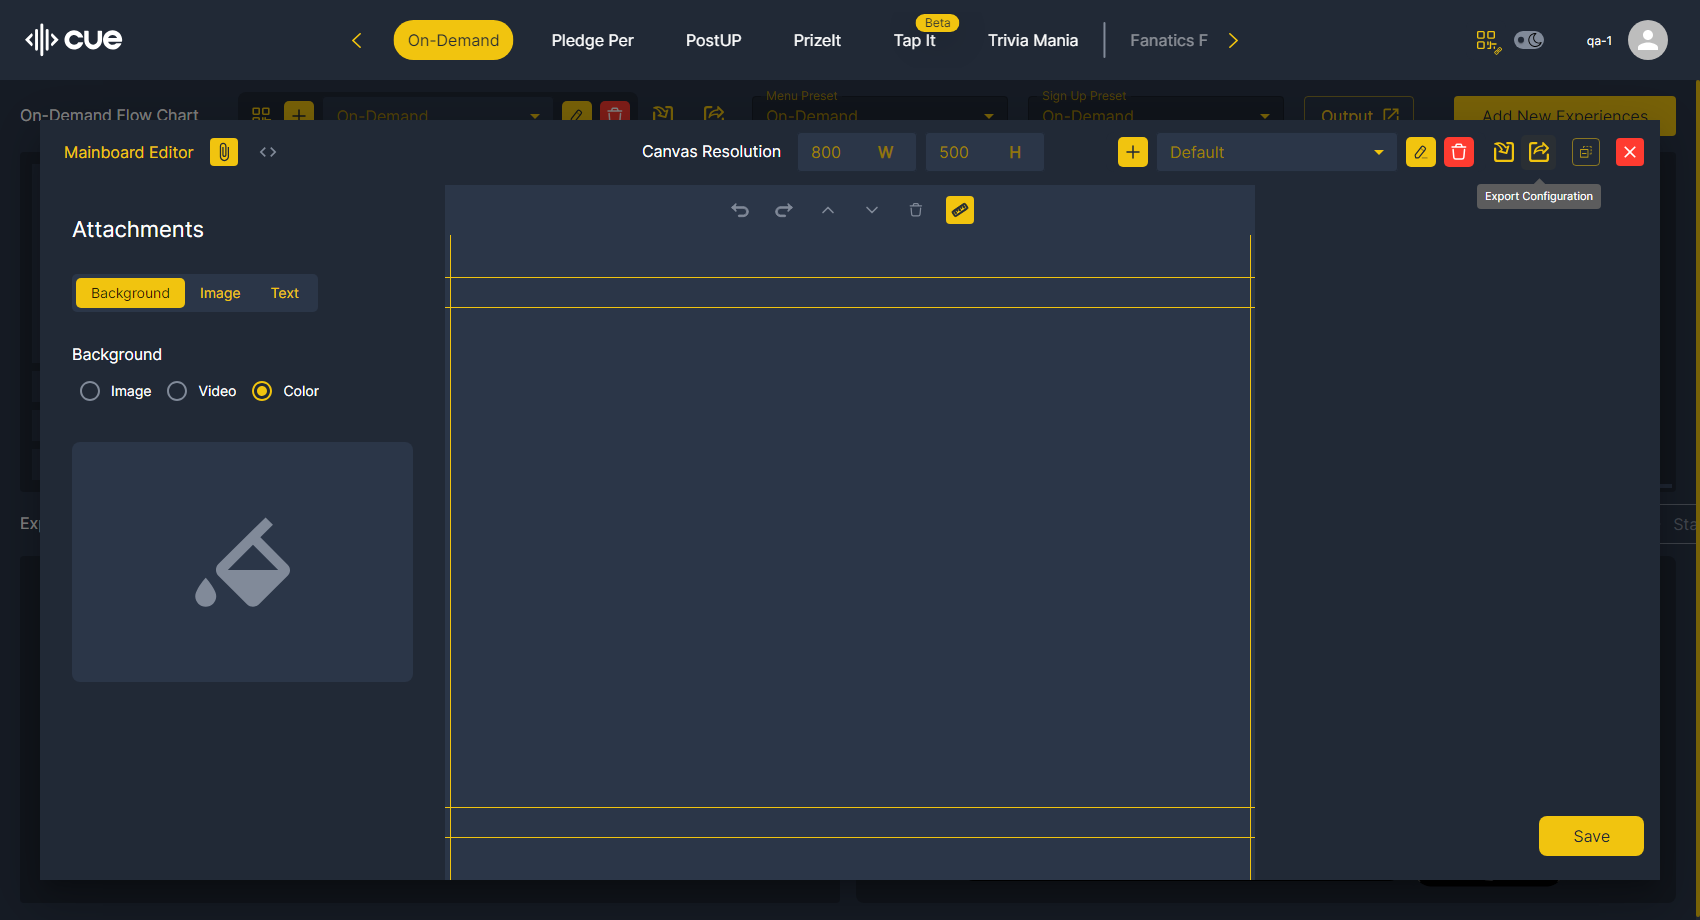 cue
On-Demand
Pledge Per
PostUP
PrizeIt
Beta
Tap It
Trivia Mania
Fanatics F
qa-1
On-Demand Flow Chart
On-Demand
Menu Preset
On-Demand
Sign Up Preset
On-Demand
Output
Add New Experiences
Mainboard Editor
Canvas Resolution
800 W
500 H
Default
Export Configuration
Attachments
Background
Image
Text
Background
Image
Video
Color
Exp
Sta
Save